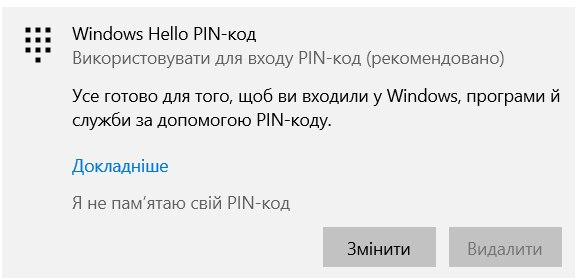 Windows Hello PIN-код
Використовувати для входу PIN-код (рекомендовано)
Усе готово для того, щоб ви входили у Windows, програми й
служби за допомогою PIN-коду.
Докладніше
Я не пам’ятаю свій PIN-код
Змінити
Видалити